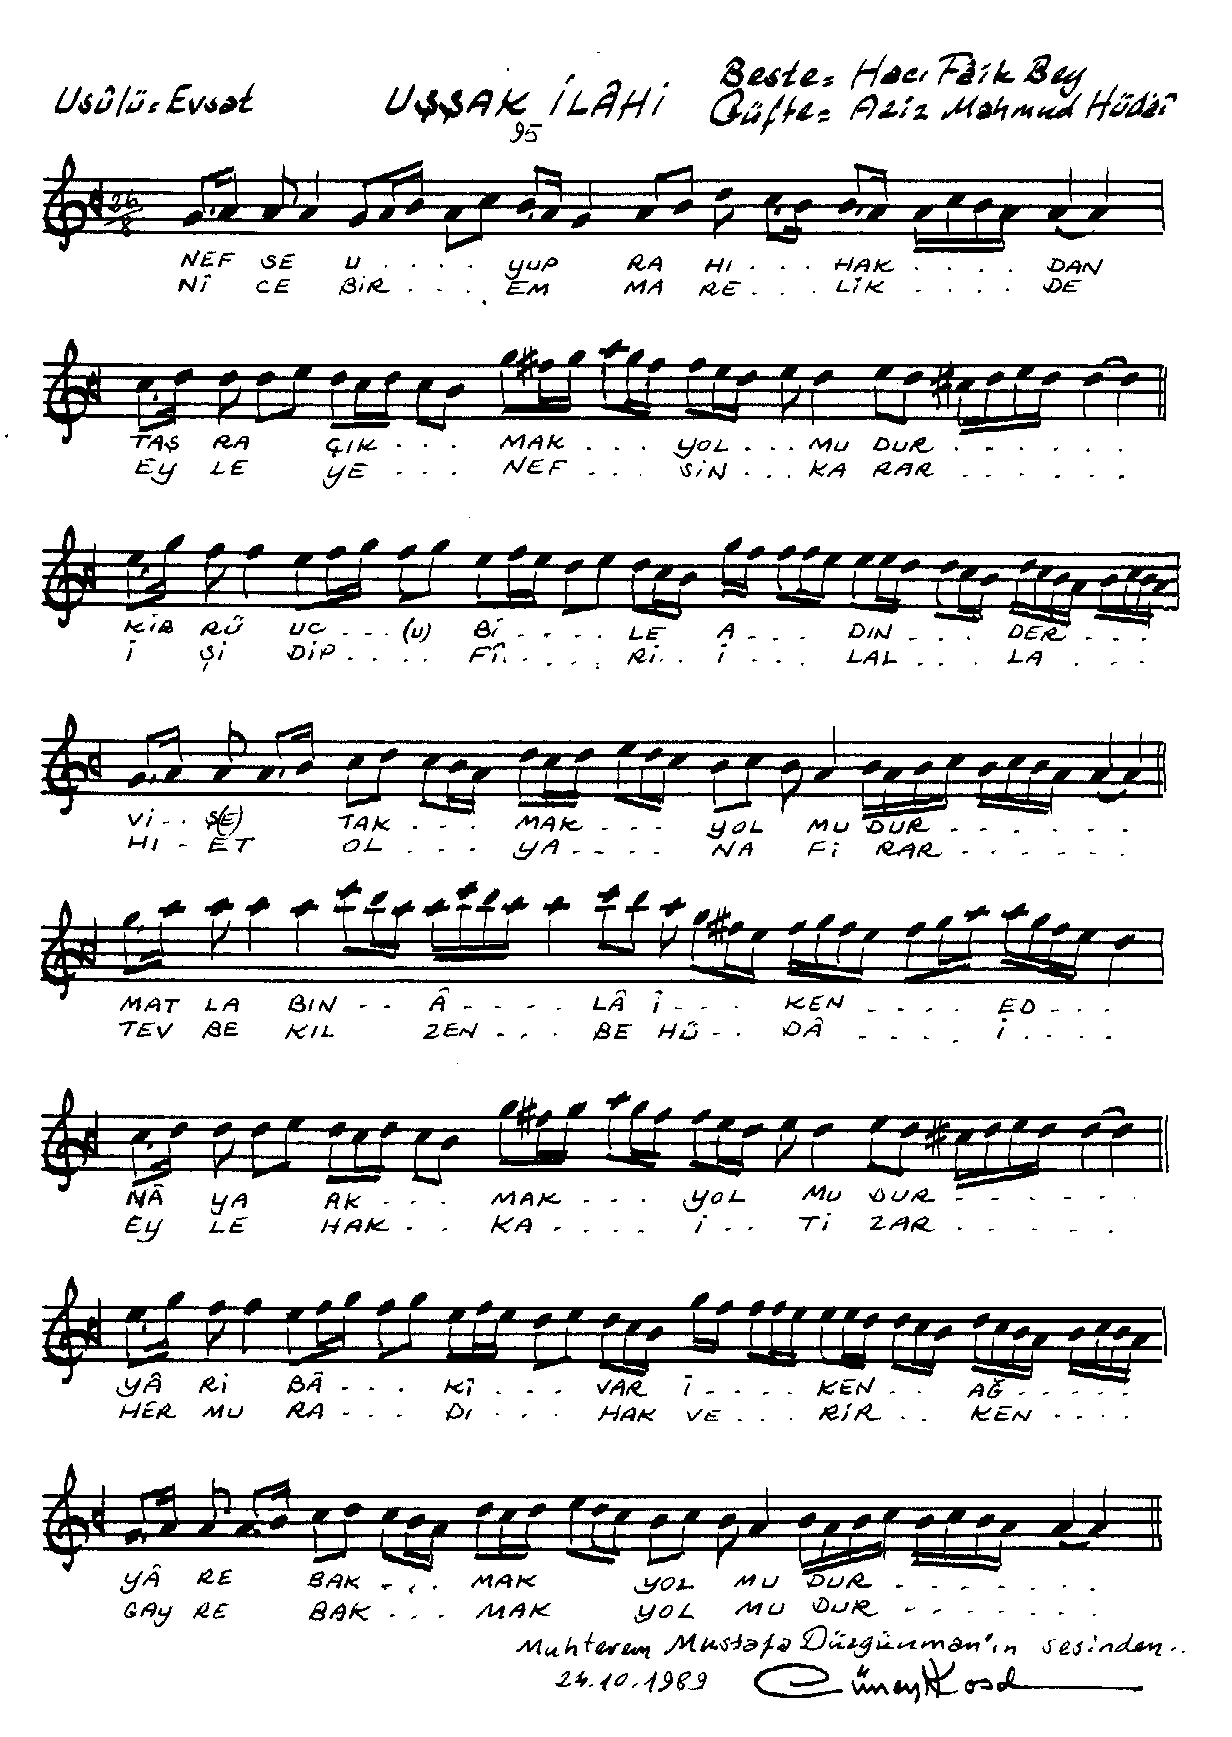 Usûlü: Evsat
UŞŞAK İLÂHİ
Beste: Hacı Fâik Bey
Güfte: Aziz Mahmud Hüdâî
95
26/8
NEF SE U . . . . YUP RA HI . . . HAK . . . . DAN
Nİ CE BİR . . . . EM MA RE . . . LİK . . . . DE
TAŞ RA ÇIK . . . MAK . . . YOL . . . MU DUR . . . . . .
EY LE YE . . . NEF . . . SİN . . . KA RAR . . . . . .
KİB RÜ UC . . . (U) Bİ . . . . LE A . . . DIN . . . DER . . .
İ Şİ DİP . . . . FÎ . . . . Rİ . . İ . . . LAL . . . LA . . .
Vİ . . Ş(E) TAK . . . MAK . . . YOL MU DUR . . . . . .
HI - ET OL . . . YA . . . . NA Fİ RAR . . . . . .
MAT LA BIN . . Â . . . . LÂ Î . . . KEN . . . . ED . . .
TEV BE KIL ZEN . . . BE HÜ . . DÂ . . . . İ . . . .
NÂ YA AK . . . MAK . . . YOL MU DUR . . . . . .
EY LE HAK . . KA . . . . İ . . Tİ ZAR . . . . .
YÂ Rİ BÂ . . . KÎ . . . VAR Î . . . . KEN . . AĞ . . . . .
HER MU RA . . . DI . . . HAK VE . . . RİR . . KEN . . . .
YÂ RE BAK . . . MAK YOL MU DUR . . . . . . .
GAY RE BAK . . . MAK YOL MU DUR . . . . . . .
Muhterem Mustafa Düzgünman'ın sesinden..
24.10.1989 Cüney Kosal